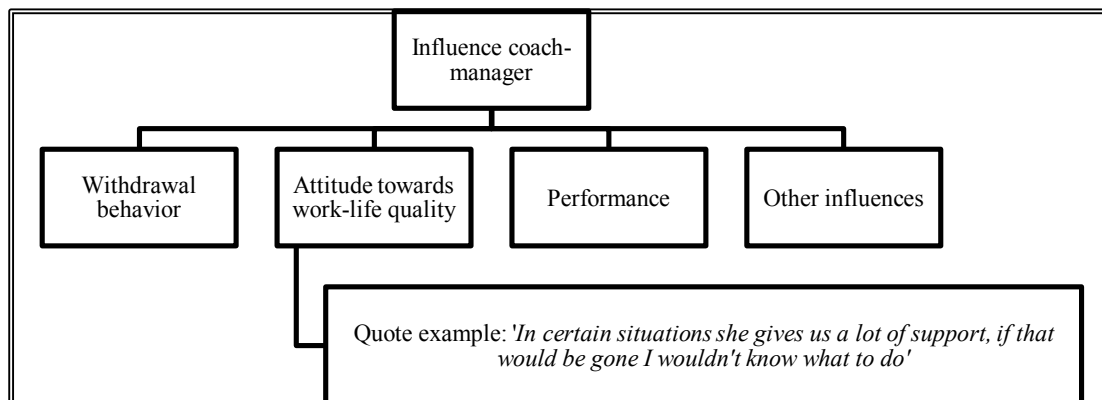 Influence coach-
manager
Withdrawal
behavior
Attitude towards
work-life quality
Performance
Other influences
Quote example: 'In certain situations she gives us a lot of support, if that
would be gone I wouldn't know what to do'